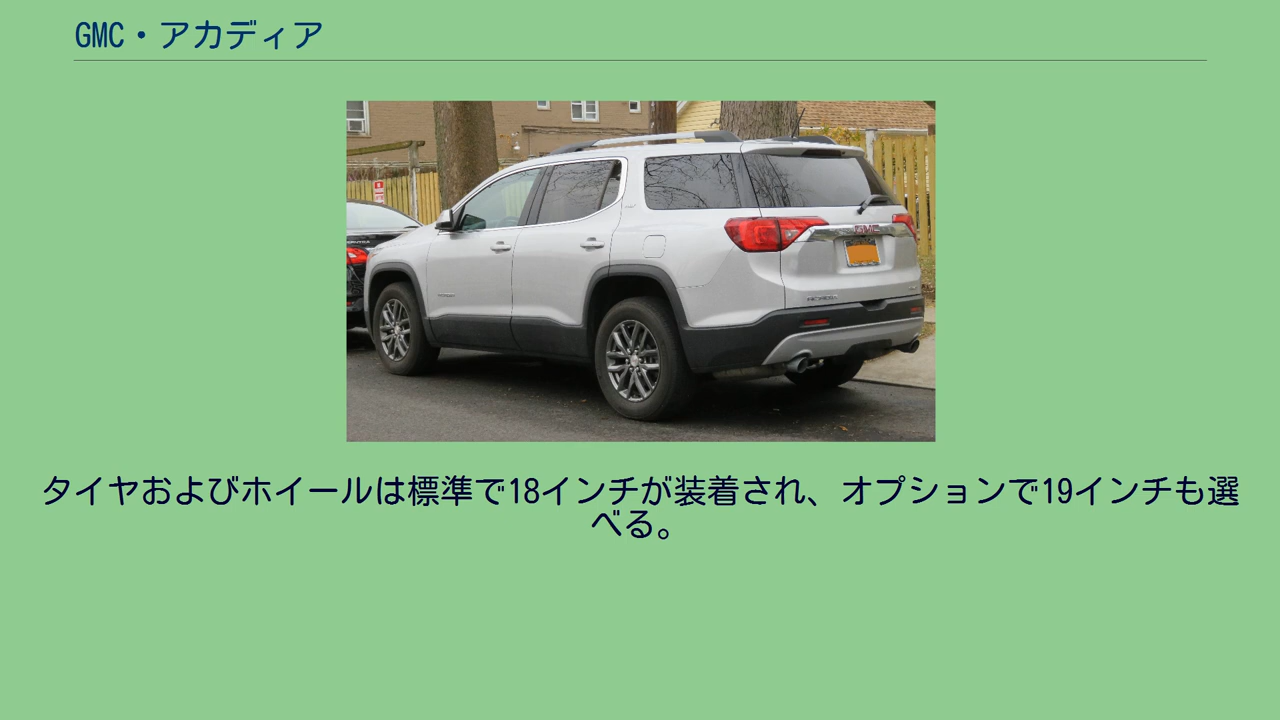 GMC・アカディア
GMC
タイヤおよびホイールは標準で18インチが装着され、オプションで19インチも選
べる。